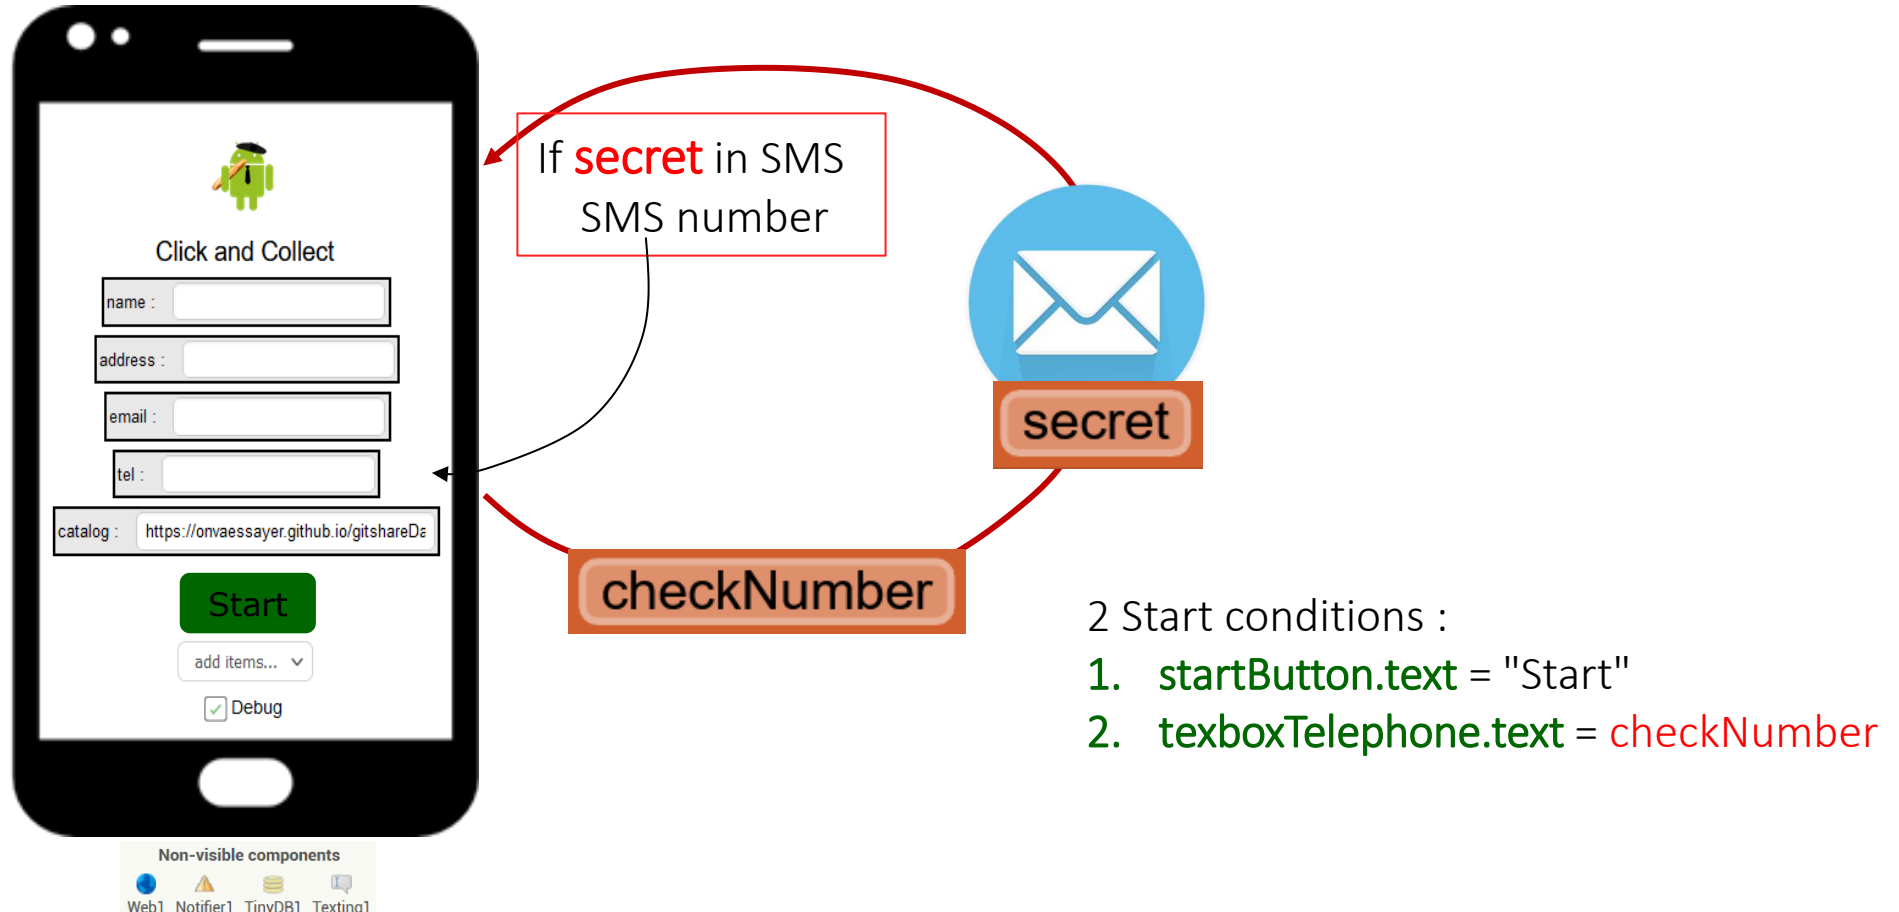 Click and Collect
name :
address :
email :
tel :
catalog : https://onvaessayer.github.io/gitshareDa
Start
add items...
Debug
Non-visible components
Web1 Notifier1 TinyDB1 Texting1
If secret in SMS
SMS number
secret
checkNumber
2 Start conditions :
1. startButton.text = "Start"
2. texboxTelephone.text = checkNumber